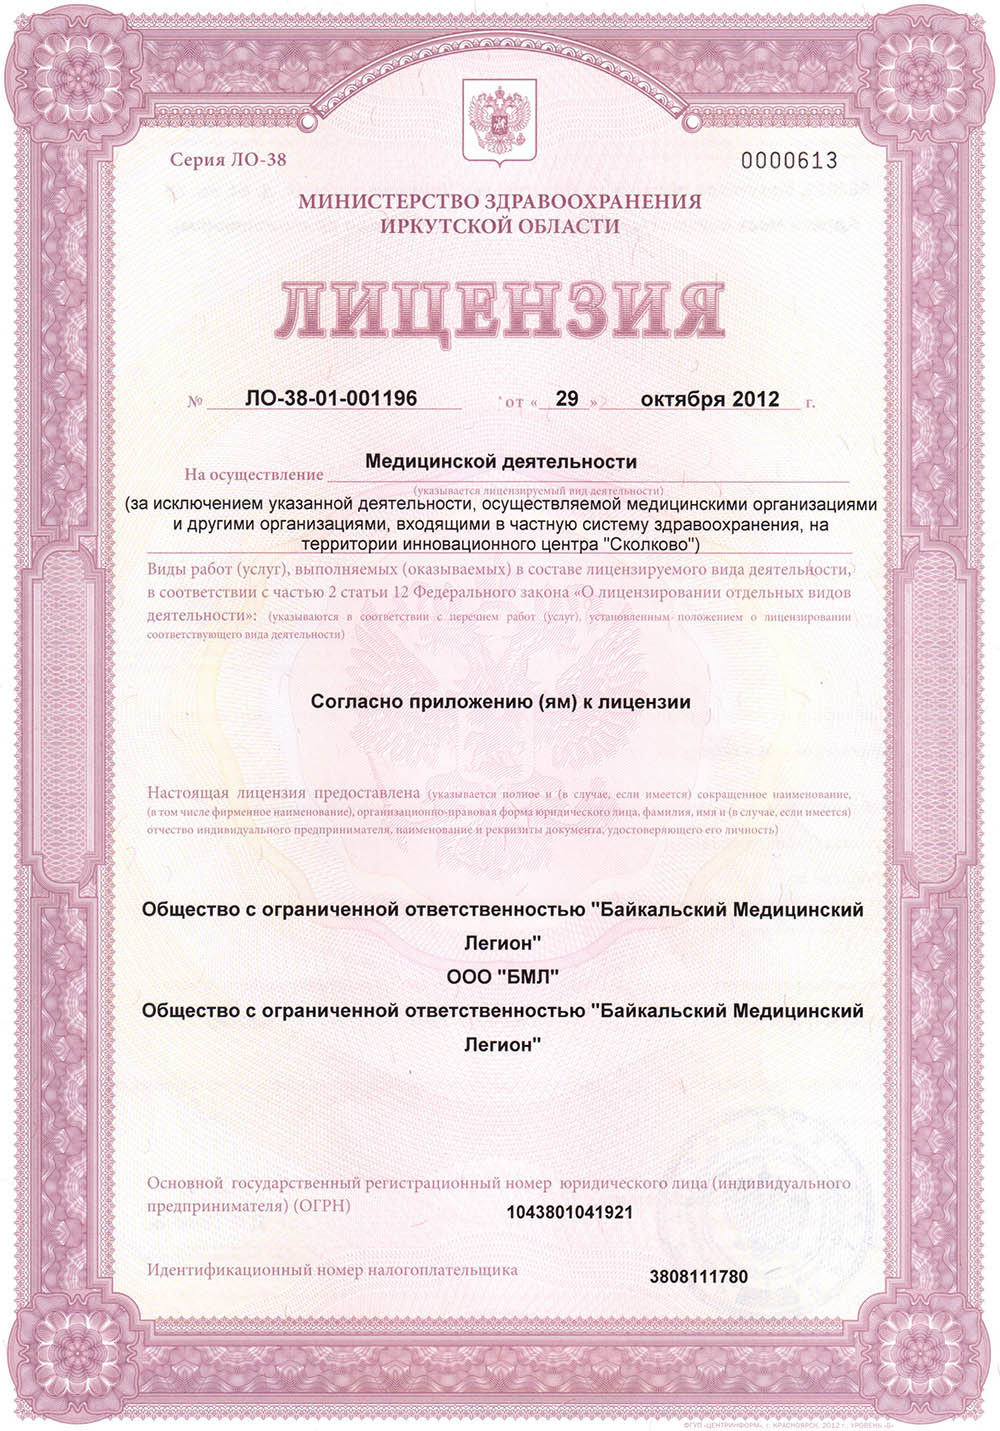 Серия ЛО-38
0000613
МИНИСТЕРСТВО ЗДРАВООХРАНЕНИЯ
ИРКУТСКОЙ ОБЛАСТИ
ЛИЦЕНЗИЯ
№ ЛО-38-01-001196 от « 29 » октября 2012 г.
На осуществление Медицинской деятельности
(указывается лицензируемый вид деятельности)
(за исключением указанной деятельности, осуществляемой медицинскими организациями
и другими организациями, входящими в частную систему здравоохранения, на
территории инновационного центра "Сколково")
Виды работ (услуг), выполняемых (оказываемых) в составе лицензируемого вида деятельности,
в соответствии с частью 2 статьи 12 Федерального закона «О лицензировании отдельных видов
деятельности»: (указываются в соответствии с перечнем работ (услуг), установленным положением о лицензировании
соответствующего вида деятельности)
Согласно приложению (ям) к лицензии
Настоящая лицензия предоставлена (указывается полное и (в случае, если имеется) сокращенное наименование,
(в том числе фирменное наименование), организационно-правовая форма юридического лица, фамилия, имя и (в случае, если имеется)
отчество индивидуального предпринимателя, наименование и реквизиты документа, удостоверяющего его личность)
Общество с ограниченной ответственностью "Байкальский Медицинский
Легион"
ООО "БМЛ"
Общество с ограниченной ответственностью "Байкальский Медицинский
Легион"
Основной государственный регистрационный номер юридического лица (индивидуального
предпринимателя) (ОГРН) 1043801041921
Идентификационный номер налогоплательщика 3808111780
ФГУП «ЦЕНТРИНФОРМ», г. КРАСНОЯРСК, 2012 г., УРОВЕНЬ «Б»